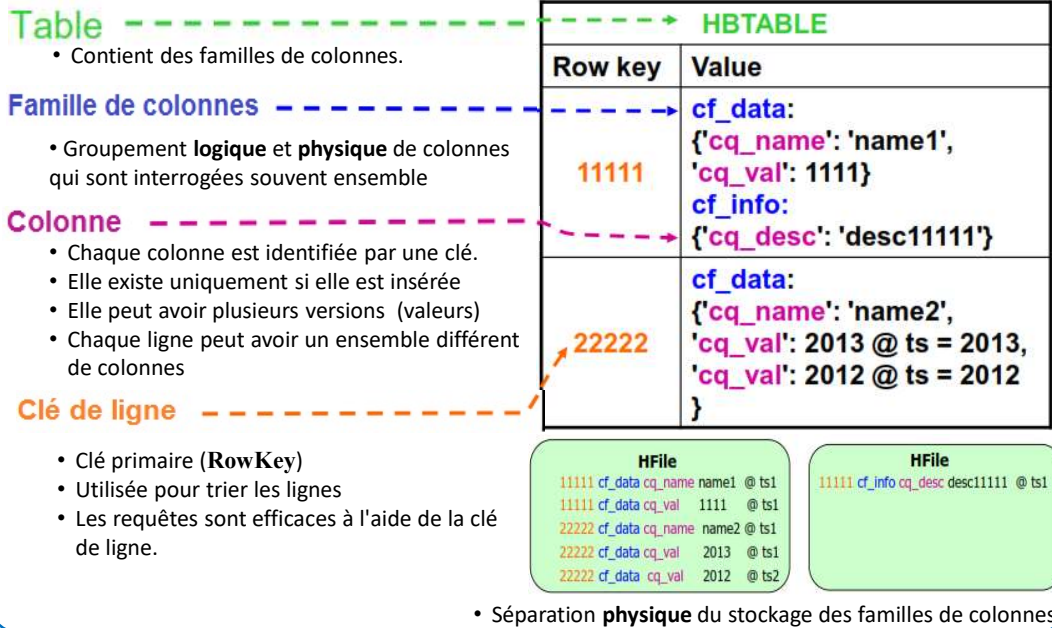 Table
• Contient des familles de colonnes.
Famille de colonnes
• Groupement logique et physique de colonnes
qui sont interrogées souvent ensemble
Colonne
• Chaque colonne est identifiée par une clé.
• Elle existe uniquement si elle est insérée
• Elle peut avoir plusieurs versions (valeurs)
• Chaque ligne peut avoir un ensemble différent
de colonnes
Clé de ligne
• Clé primaire (RowKey)
• Utilisée pour trier les lignes
• Les requêtes sont efficaces à l'aide de la clé
de ligne.
HBTABLE
Row key Value
11111
cf_data:
{'cq_name': 'name1',
'cq_val': 1111}
cf_info:
{'cq_desc': 'desc11111'}
22222
cf_data:
{'cq_name': 'name2',
'cq_val': 2013 @ ts = 2013,
'cq_val': 2012 @ ts = 2012
}
HFile
11111 cf_data cq_name name1 @ ts1
11111 cf_data cq_val 1111 @ ts1
22222 cf_data cq_name name2 @ ts1
22222 cf_data cq_val 2013 @ ts1
22222 cf_data cq_val 2012 @ ts2
HFile
11111 cf_info cq_desc desc11111 @ ts1
• Séparation physique du stockage des familles de colonnes